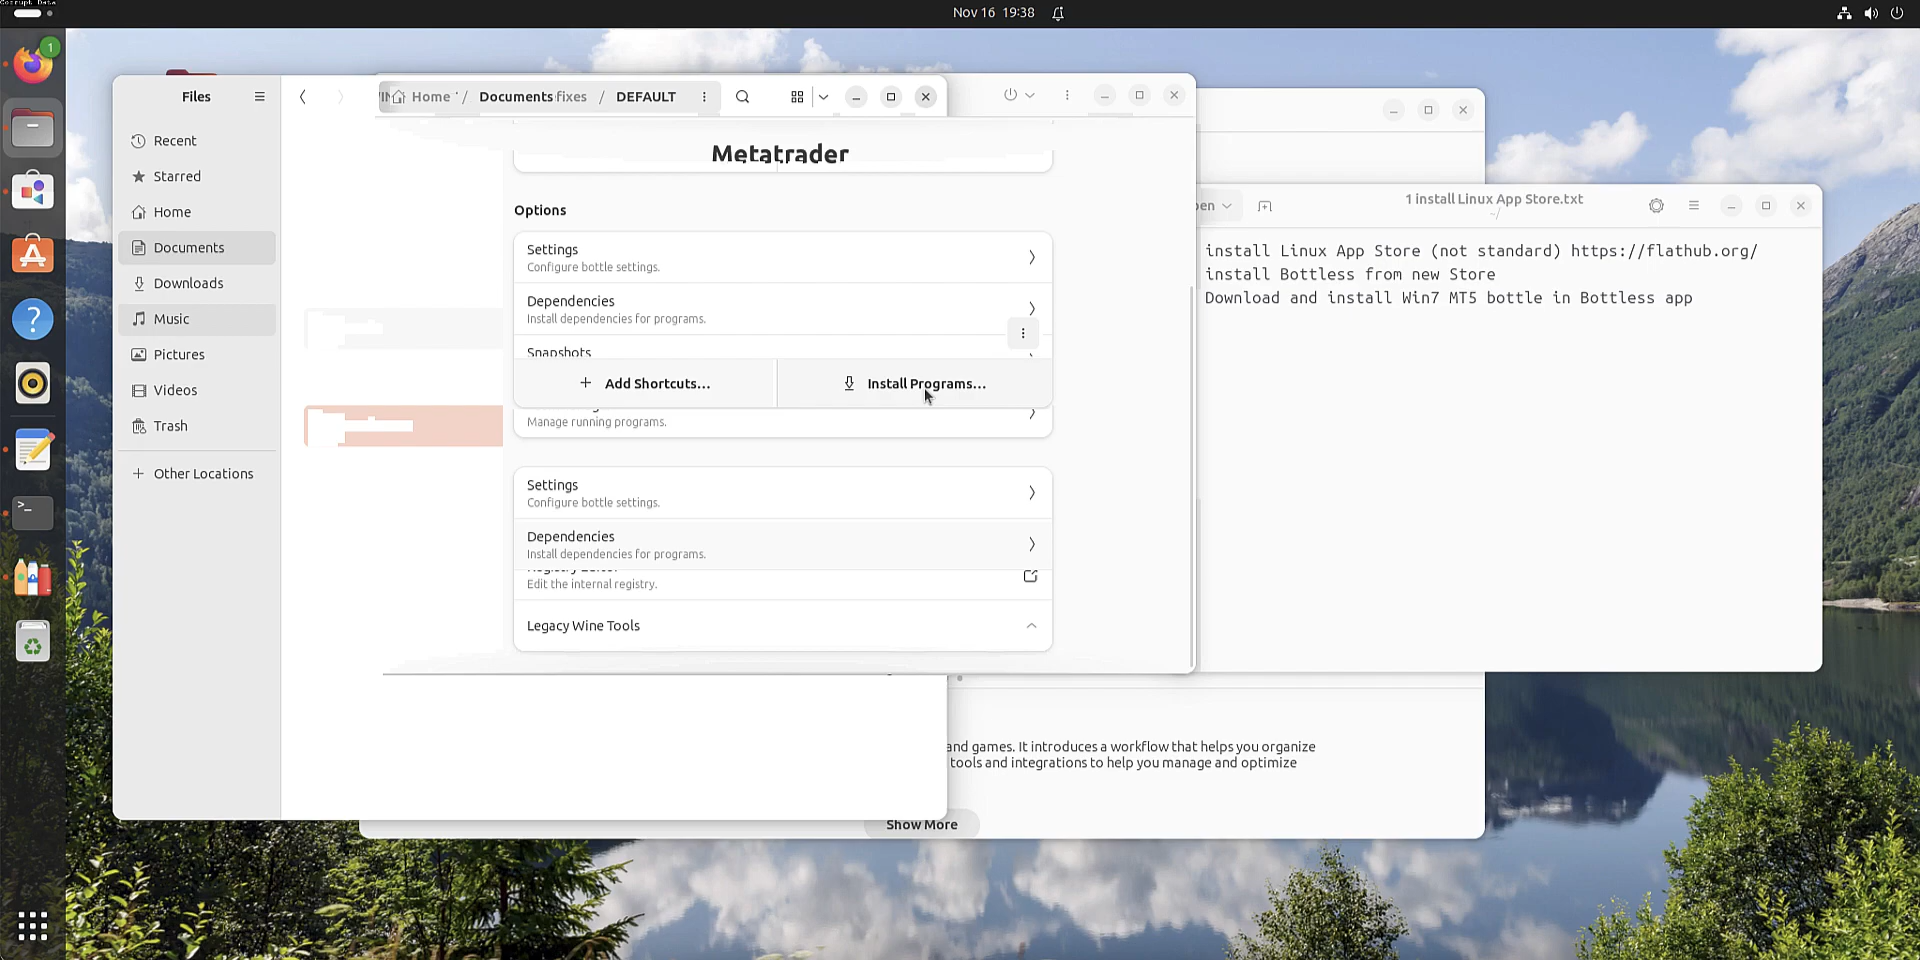 Corrupt Data
Nov 16 19:38
1
Files
Home / Documents fixes / DEFAULT
Recent
Starred
Home
Documents
Downloads
Music
Pictures
Videos
Trash
Other Locations
Metatrader
Options
Settings
Configure bottle settings.
Dependencies
Install dependencies for programs.
Snapshots
Add Shortcuts...
Install Programs...
Manage running programs.
Settings
Configure bottle settings.
Dependencies
Install dependencies for programs.
Edit the internal registry.
Legacy Wine Tools
1 install Linux App Store.txt
~/
install Linux App Store (not standard) https://flathub.org/
install Bottless from new Store
Download and install Win7 MT5 bottle in Bottless app
and games. It introduces a workflow that helps you organize
tools and integrations to help you manage and optimize
Show More